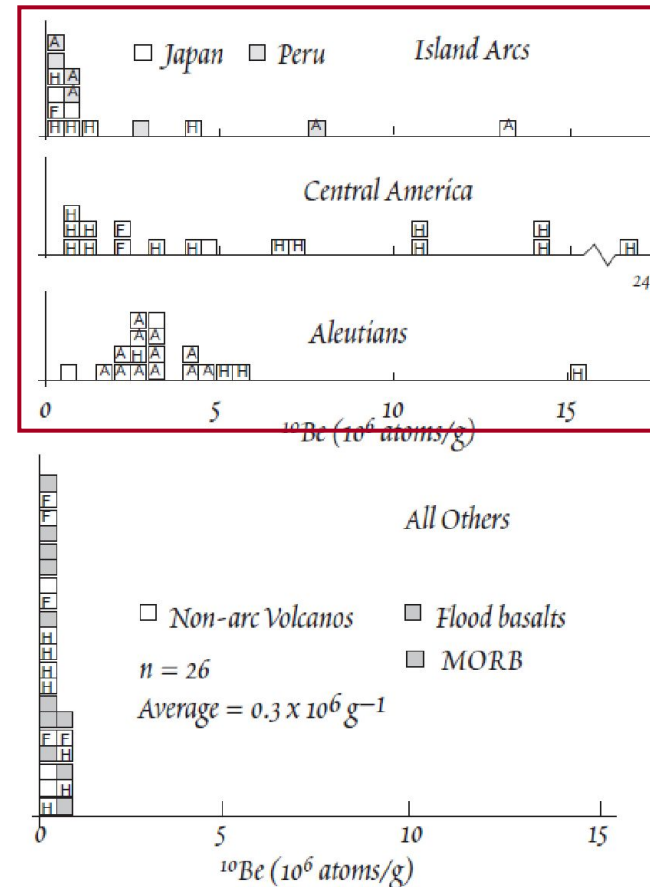 Japan Peru Island Arcs
A
H A
A
F
H H H H A A
Central America
H
H H F H H
H H F H H H H H H H
24
Aleutians
A
A A
A H A A
A A A A A A H H H
0 5 10 15
¹⁰Be (10⁶ atoms/g)
F
F
All Others
F
Non-arc Volcanos Flood basalts
H
MORB
H
n = 26
H
H
Average = 0.3 x 10⁶ g⁻¹
F F
H
H
H
0 5 10 15
¹⁰Be (10⁶ atoms/g)